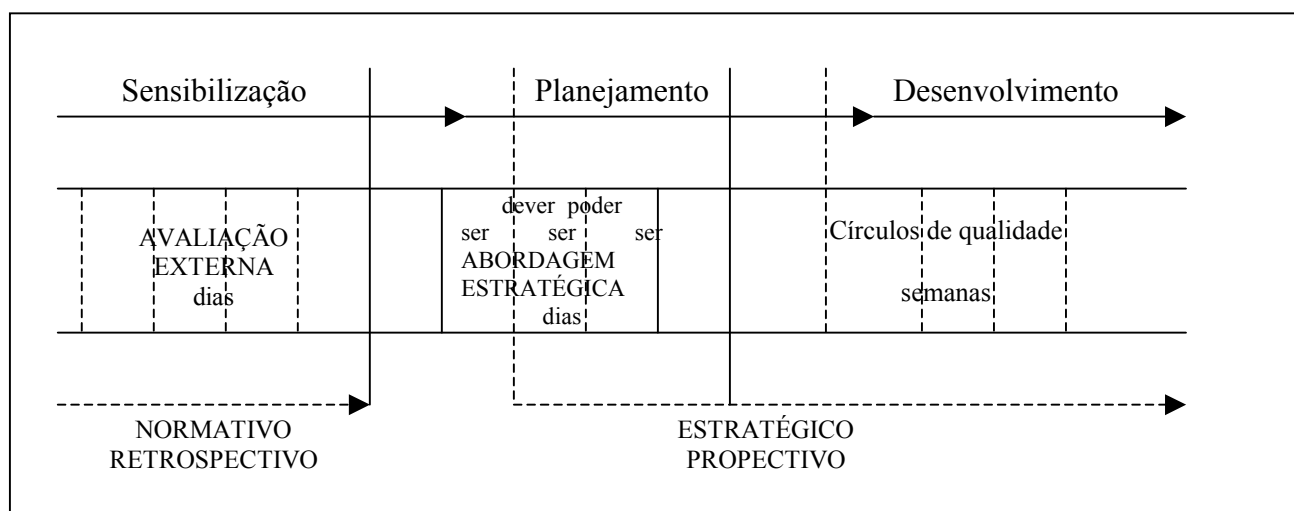 Sensibilização Planejamento Desenvolvimento
AVALIAÇÃO
EXTERNA
dias
dever poder
ser ser ser
ABORDAGEM
ESTRATÉGICA
dias
Círculos de qualidade
semanas
NORMATIVO
RETROSPECTIVO
ESTRATÉGICO
PROPECTIVO